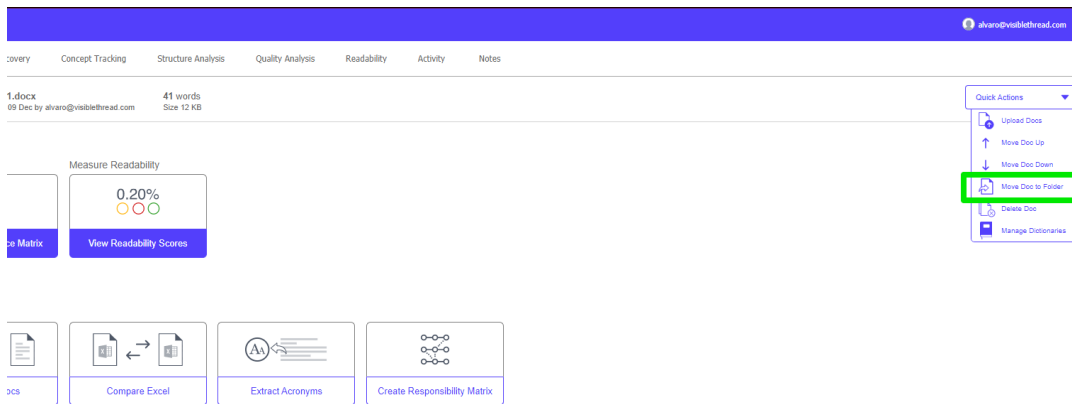 alvaro@visiblethread.com
covery Concept Tracking Structure Analysis Quality Analysis Readability Activity Notes
1.docx 41 words
09 Dec by alvaro@visiblethread.com Size 12 KB
Quick Actions
Upload Docs
Move Doc Up
Move Doc Down
Move Doc to Folder
Delete Doc
Manage Dictionaries
Measure Readability
0.20%
ce Matrix View Readability Scores
AA
ocs Compare Excel Extract Acronyms Create Responsibility Matrix